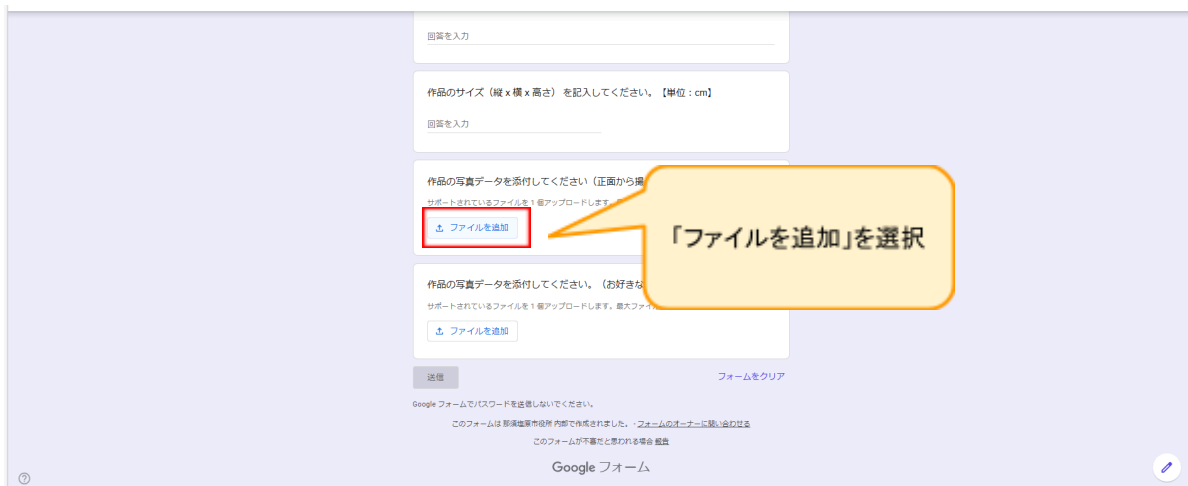 回答を入力
作品のサイズ（縦 x 横 x 高さ） を記入してください。【単位：cm】
回答を入力
作品の写真データを添付してください（正面から撮
サポートされているファイルを 1 個アップロードします。
ファイルを追加
「ファイルを追加」を選択
作品の写真データを添付してください。（お好きな
サポートされているファイルを 1 個アップロードします。最大ファイ
ファイルを追加
送信
フォームをクリア
Google フォームでパスワードを送信しないでください。
このフォームは 那須塩原市役所 内部で作成されました。 - フォームのオーナーに問い合わせる
このフォームが不審だと思われる場合 報告
Google フォーム